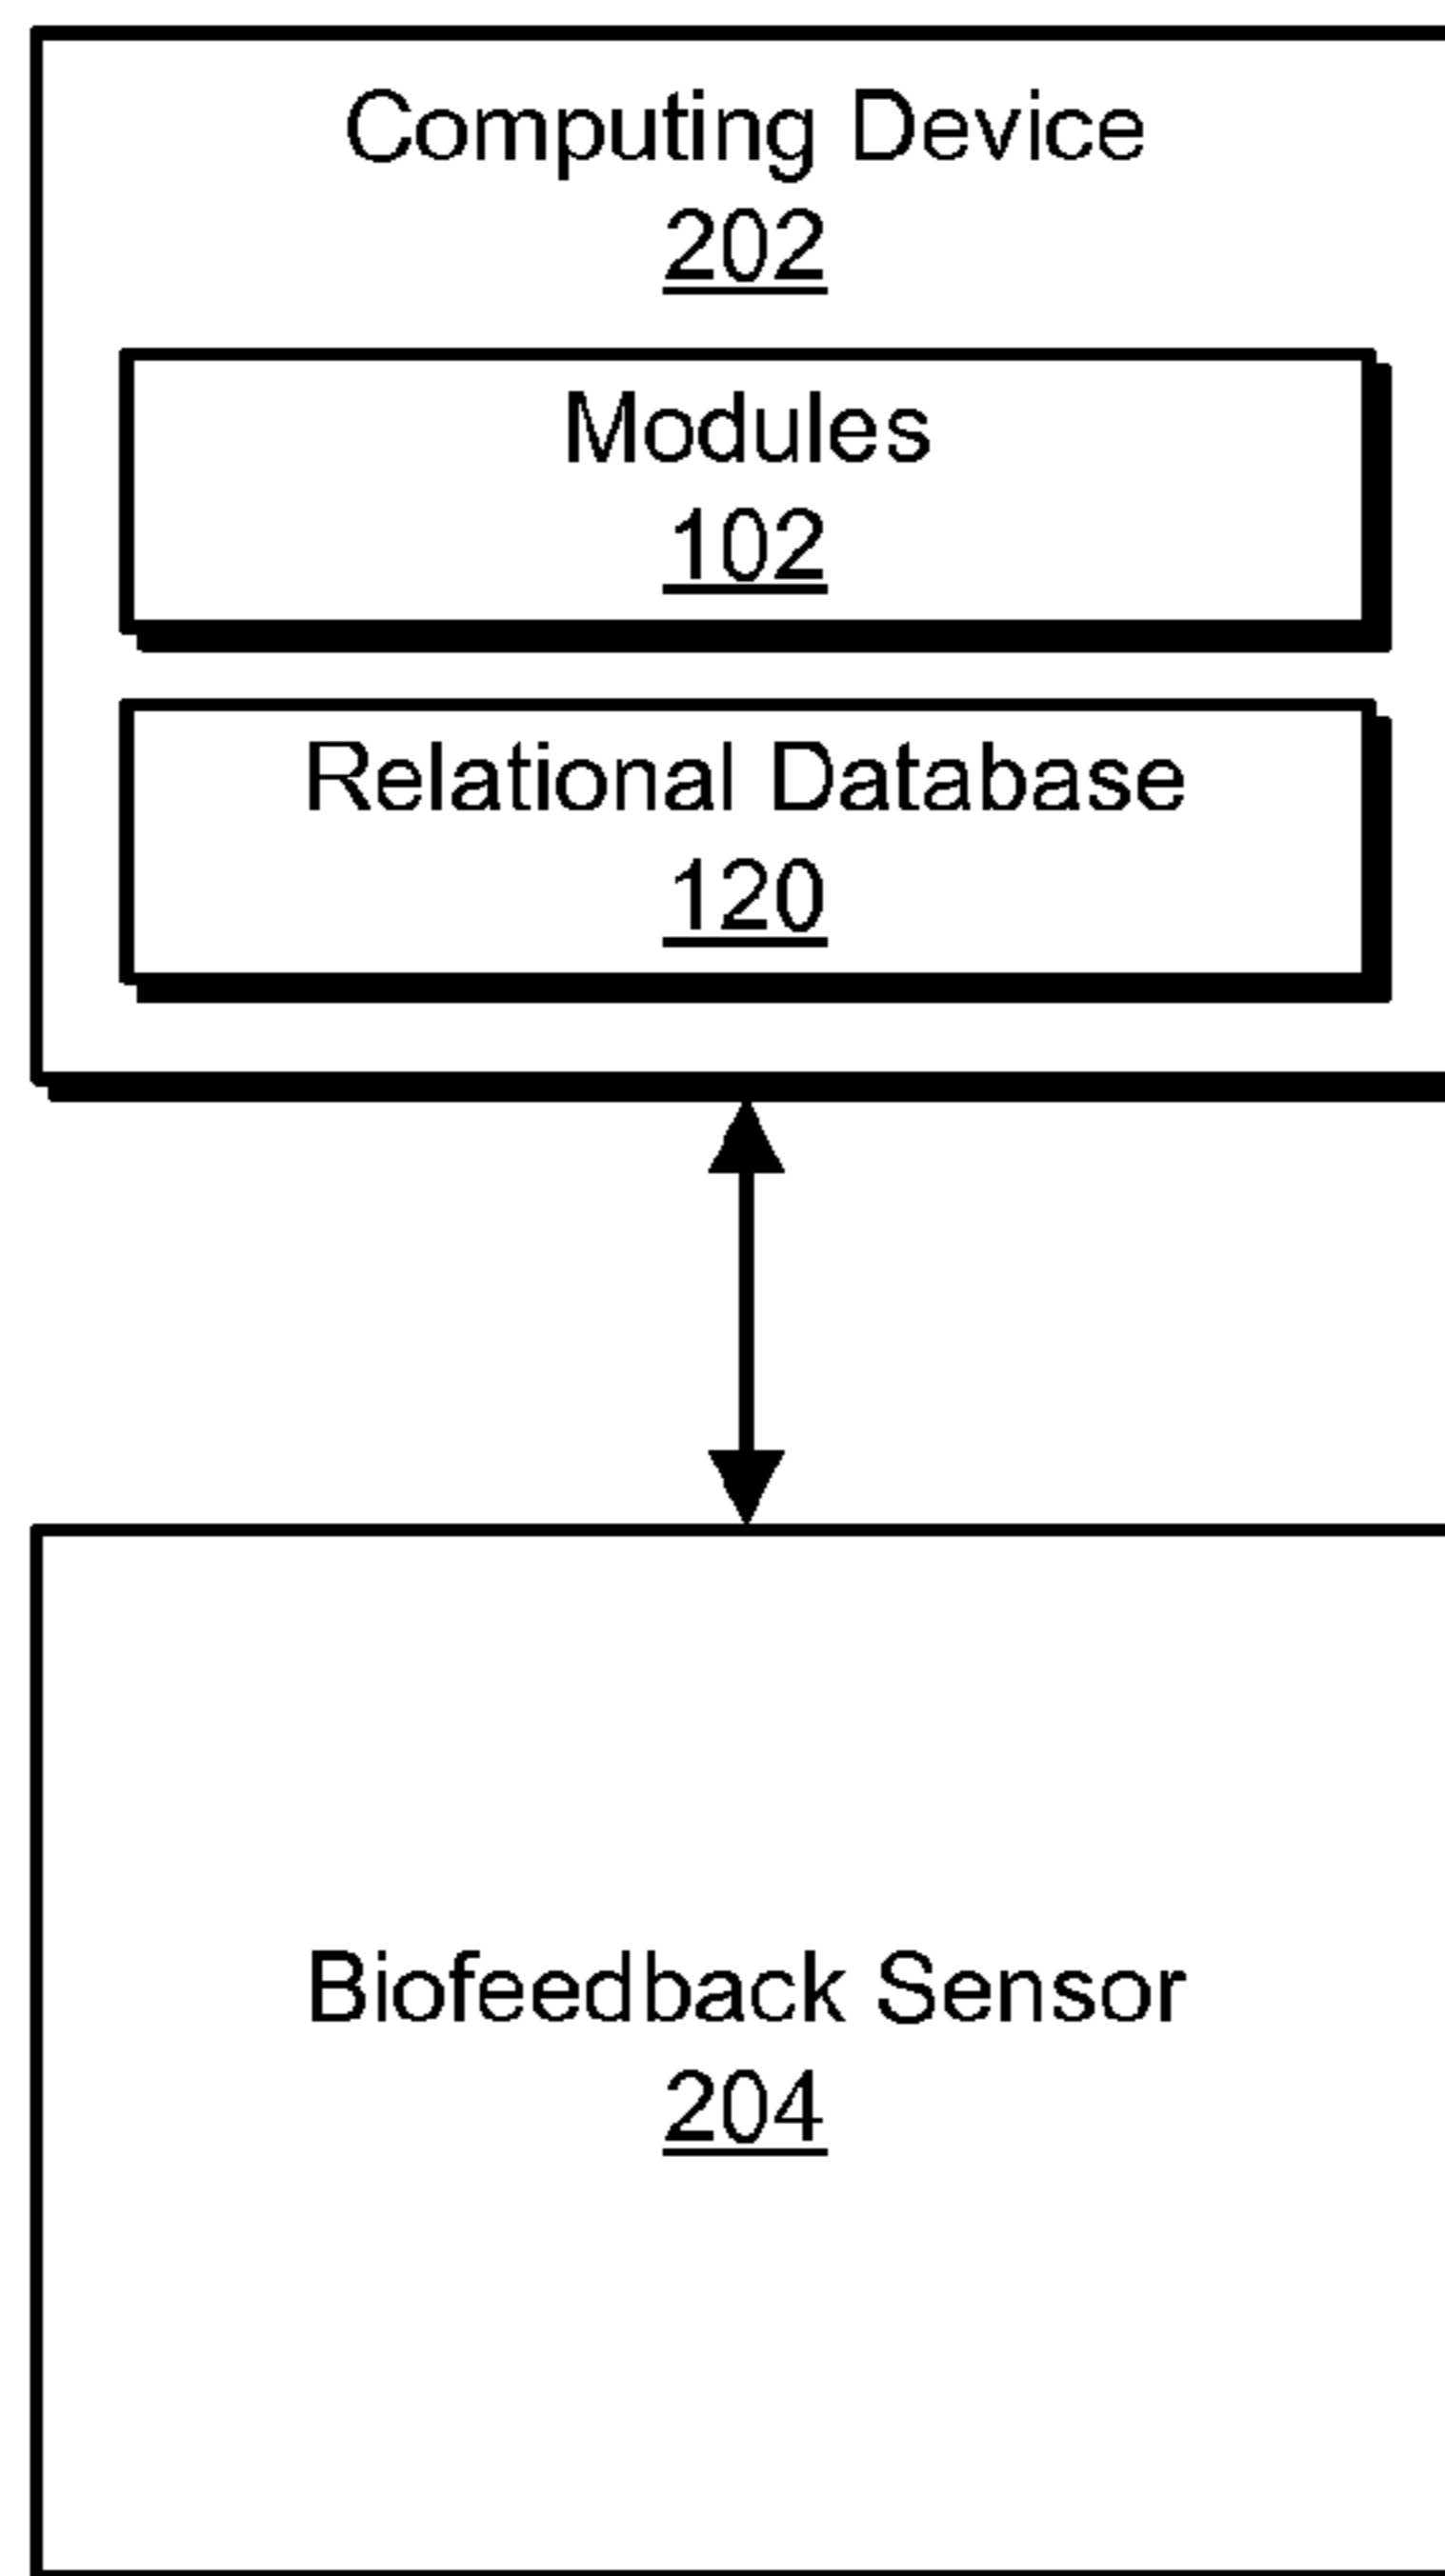 Computing Device
202
Modules
102
Relational Database
120
Biofeedback Sensor
204